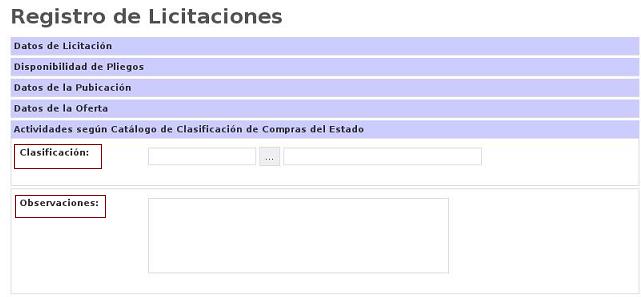 Registro de Licitaciones
Datos de Licitación
Disponibilidad de Pliegos
Datos de la Pubicación
Datos de la Oferta
Actividades según Catálogo de Clasificación de Compras del Estado
Clasificación:
...
Observaciones: